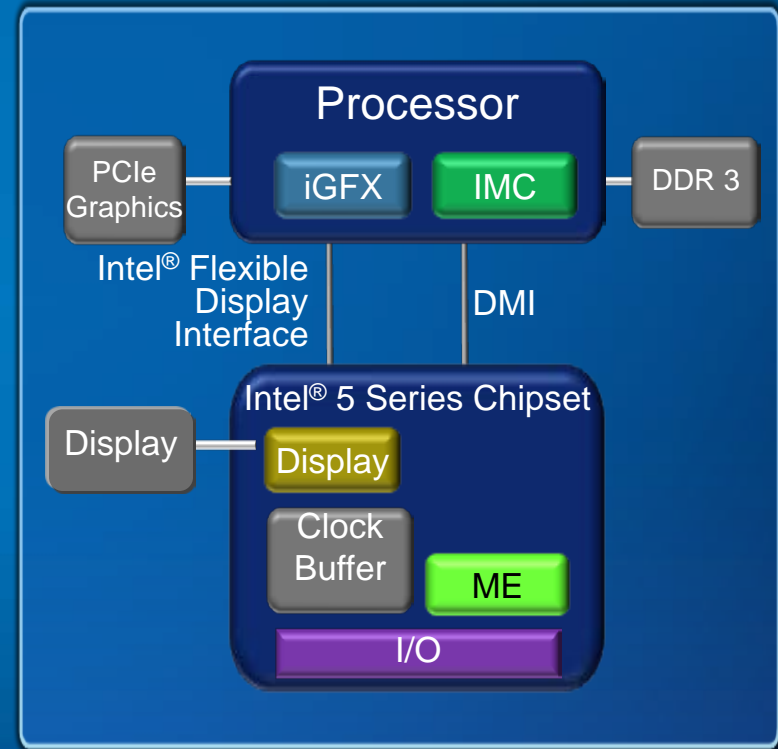 Processor
PCIe
Graphics
iGFX
IMC
DDR 3
Intel® Flexible
Display
Interface
DMI
Intel® 5 Series Chipset
Display
Display
Clock
Buffer
ME
I/O